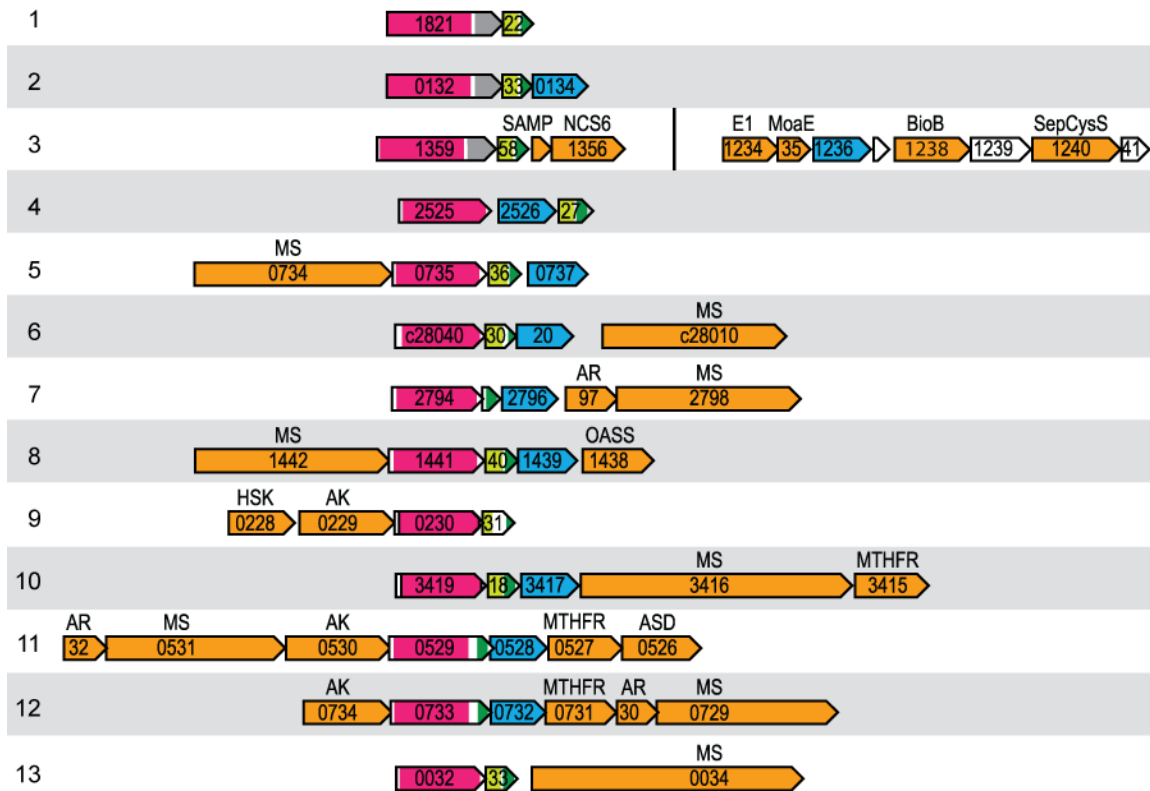 1 1821 22
2 0132 33 0134
SAMP NCS6 E1 MoaE BioB SepCysS
3 1359 58 1356 1234 35 1236 1238 1239 1240 41
4 2525 2526 27
MS
5 0734 0735 36 0737
MS
6 c28040 30 20 c28010
AR MS
7 2794 2796 97 2798
MS OASS
8 1442 1441 40 1439 1438
HSK AK
9 0228 0229 0230 31
MS MTHFR
10 3419 18 3417 3416 3415
AR MS AK MTHFR ASD
11 32 0531 0530 0529 0528 0527 0526
AK MTHFR AR MS
12 0734 0733 0732 0731 30 0729
MS
13 0032 33 0034